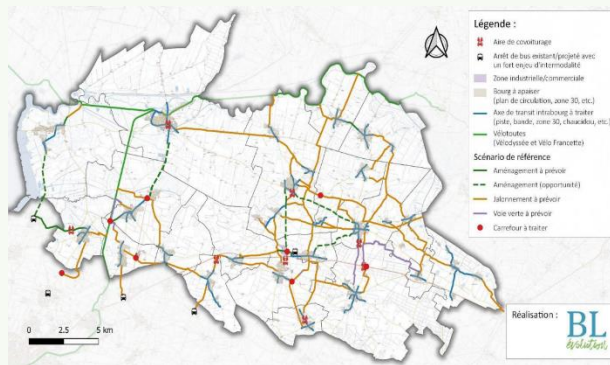 Légende :
Aire de covoiturage
Arrêt de bus existant/projeté avec
un fort enjeu d'intermodalité
Zone industrielle/commerciale
Bourg à apaiser
(plan de circulation, zone 30, etc.)
Axe de transit intrabourg à traiter
(piste, bande, zone 30, chaucidou, etc.)
Vélotoutes
(Vélodyssée et Vélo Francette)
Scénario de référence
Aménagement à prévoir
Aménagement (opportunité)
Jalonnement à prévoir
Voie verte à prévoir
Carrefour à traiter
0 2.5 5 km
Réalisation :
BL
évolution